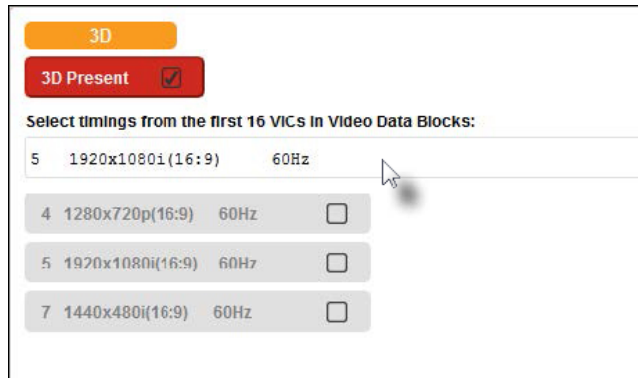 3D
3D Present
Select timings from the first 16 VICs in Video Data Blocks:
5 1920x1080i(16:9) 60Hz
4 1280x720p(16:9) 60Hz
5 1920x1080i(16:9) 60Hz
7 1440x480i(16:9) 60Hz